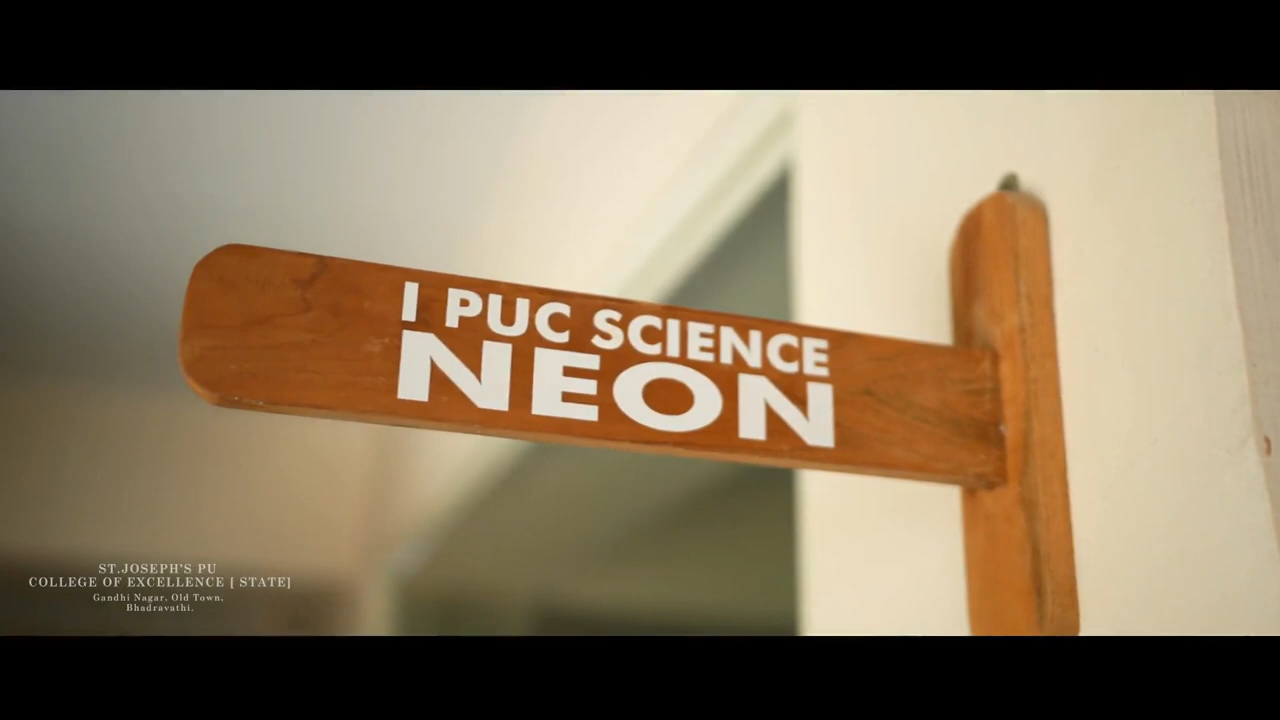 I PUC SCIENCE
NEON
ST.JOSEPH'S PU
COLLEGE OF EXCELLENCE [ STATE]
Gandhi Nagar, Old Town,
Bhadravathi.